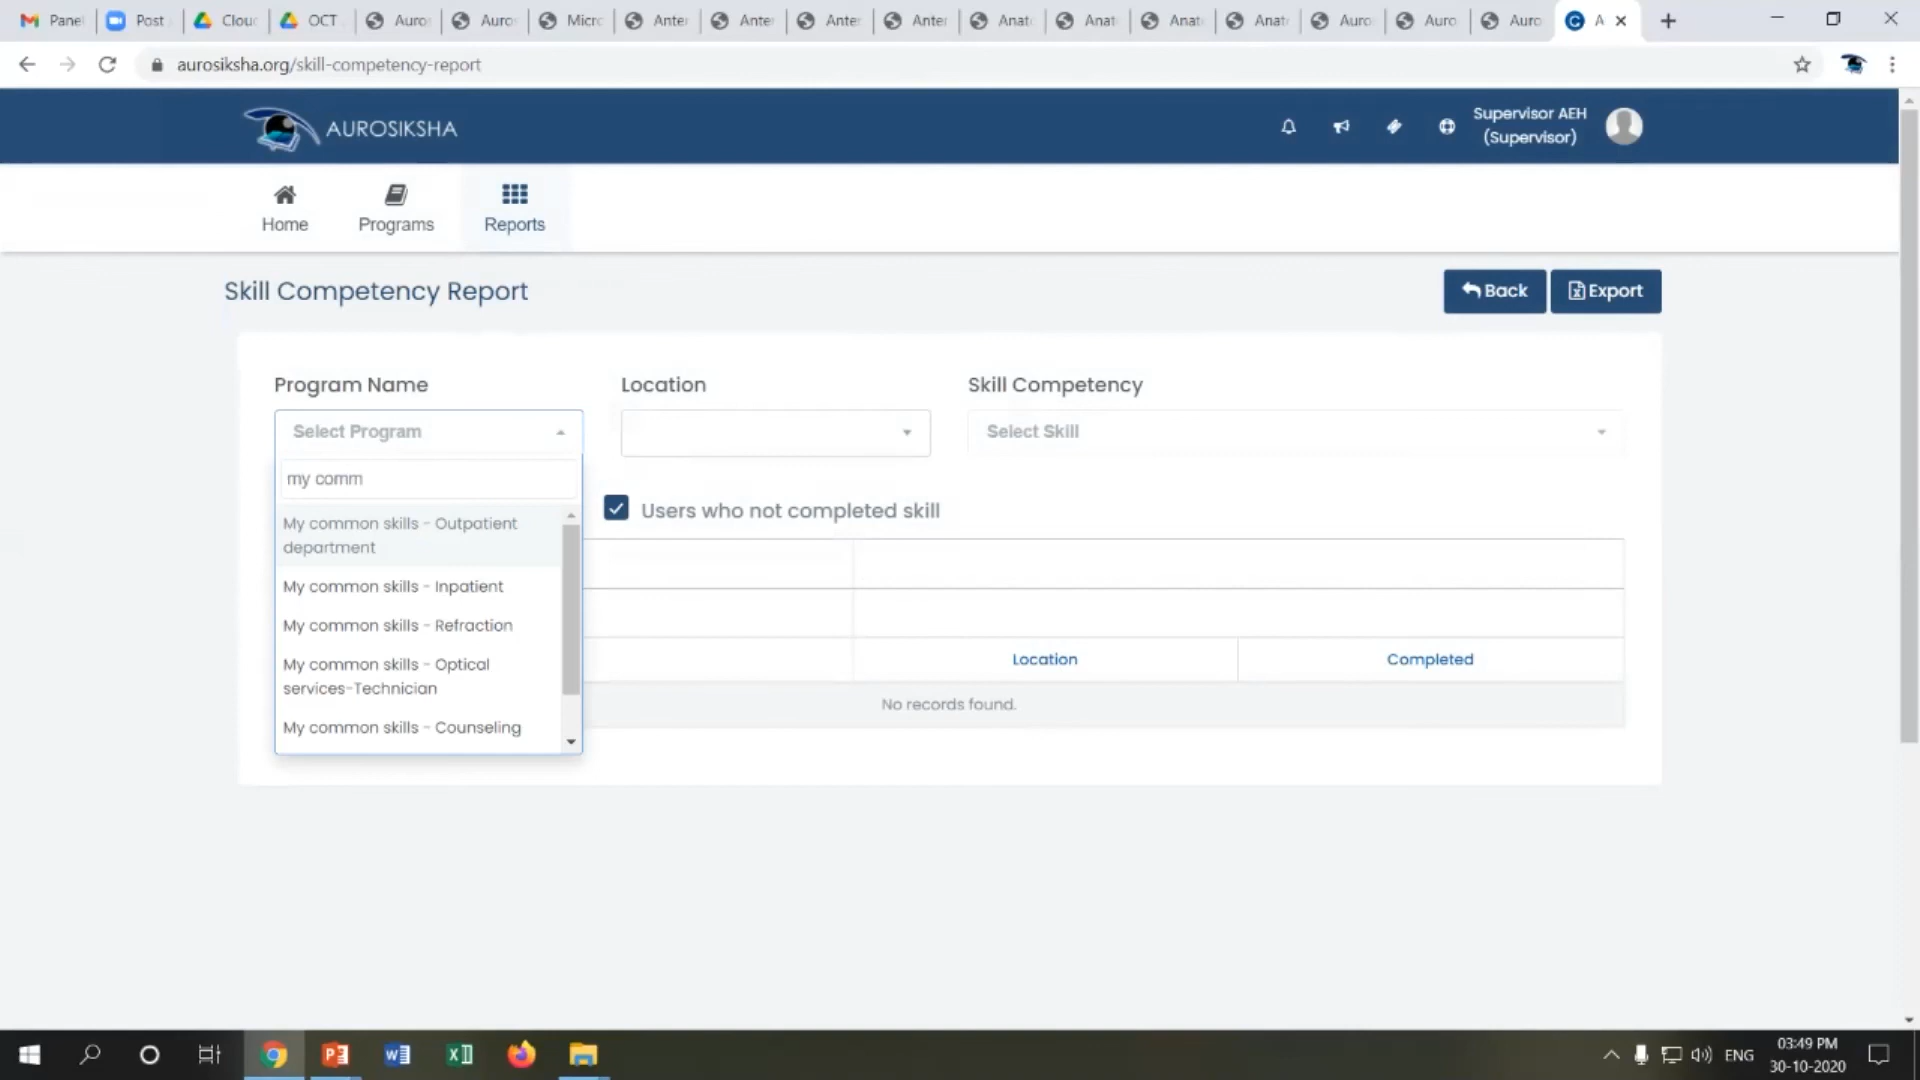 Panel
Post
Clou
OCT
Auro
Auro
Micro
Anter
Anter
Anter
Anter
Anat
Anat
Anat
Anat
Auro
Auro
Auro
A
aurosiksha.org/skill-competency-report
AUROSIKSHA
Supervisor AEH
(Supervisor)
Home
Programs
Reports
Skill Competency Report
Back
Export
Program Name
Location
Skill Competency
Select Program
Select Skill
my comm
Users who not completed skill
My common skills - Outpatient
department
My common skills - Inpatient
My common skills - Refraction
My common skills - Optical
services-Technician
My common skills - Counseling
Location
Completed
No records found.
ENG
03:49 PM
30-10-2020